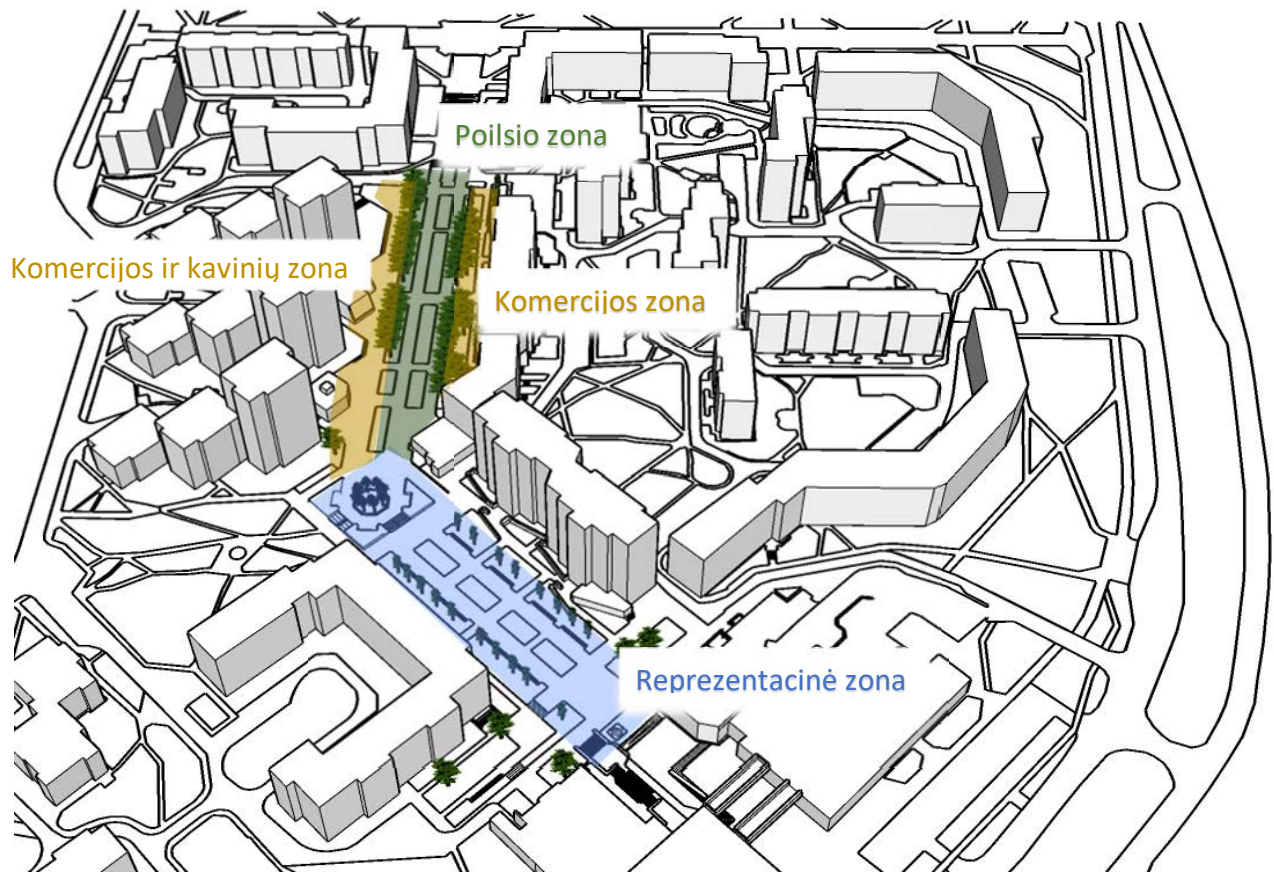 Poilsio zona
Komercijos ir kavinių zona
Komercijos zona
Reprezentacinė zona